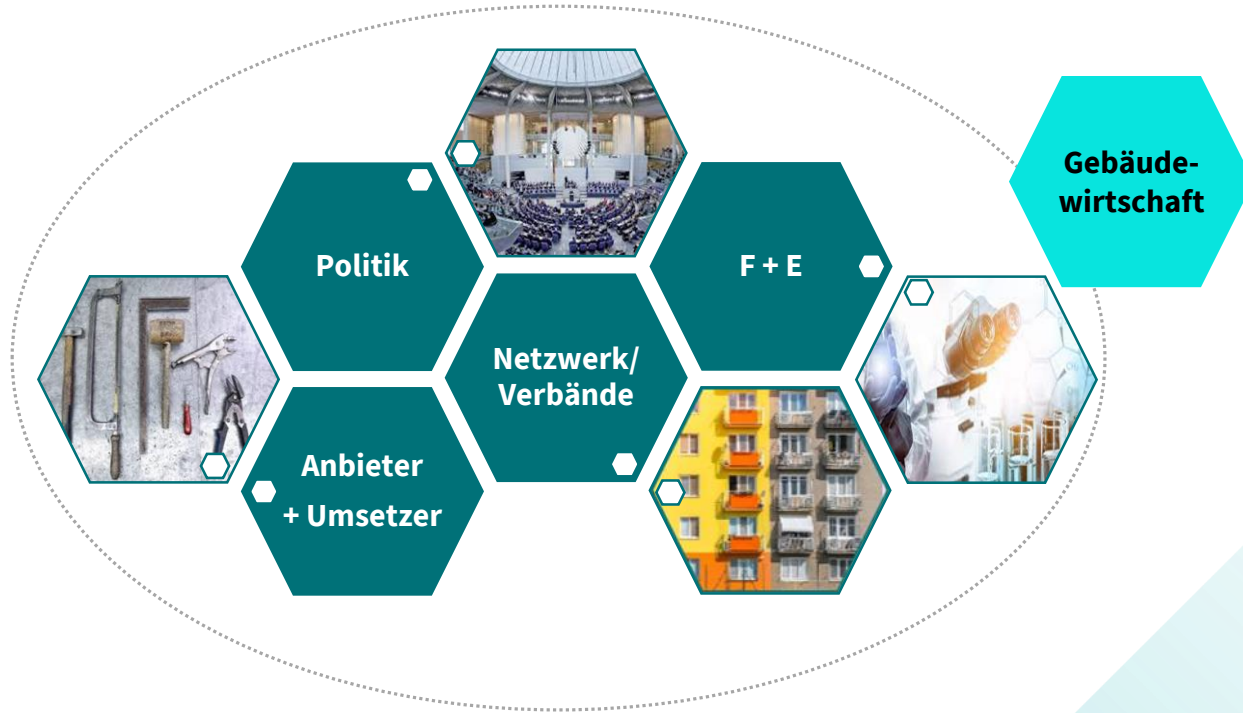 Gebäude-
wirtschaft
Politik
F + E
Netzwerk/
Verbände
Anbieter
+ Umsetzer